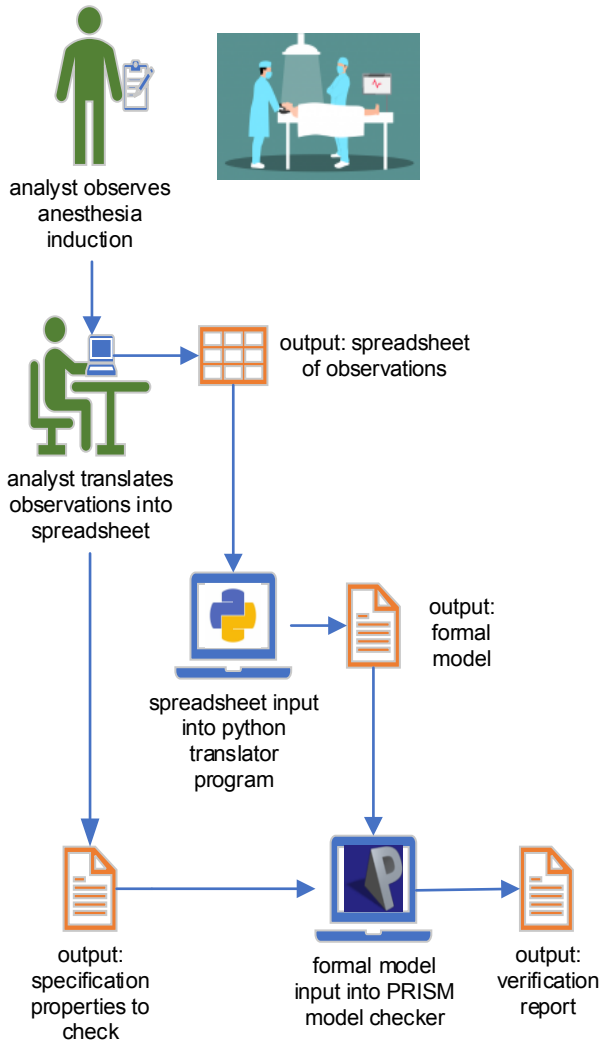 analyst observes
anesthesia
induction
output: spreadsheet
of observations
analyst translates
observations into
spreadsheet
output:
formal
model
spreadsheet input
into python
translator
program
output:
specification
properties to
check
formal model
input into PRISM
model checker
output:
verification
report
P